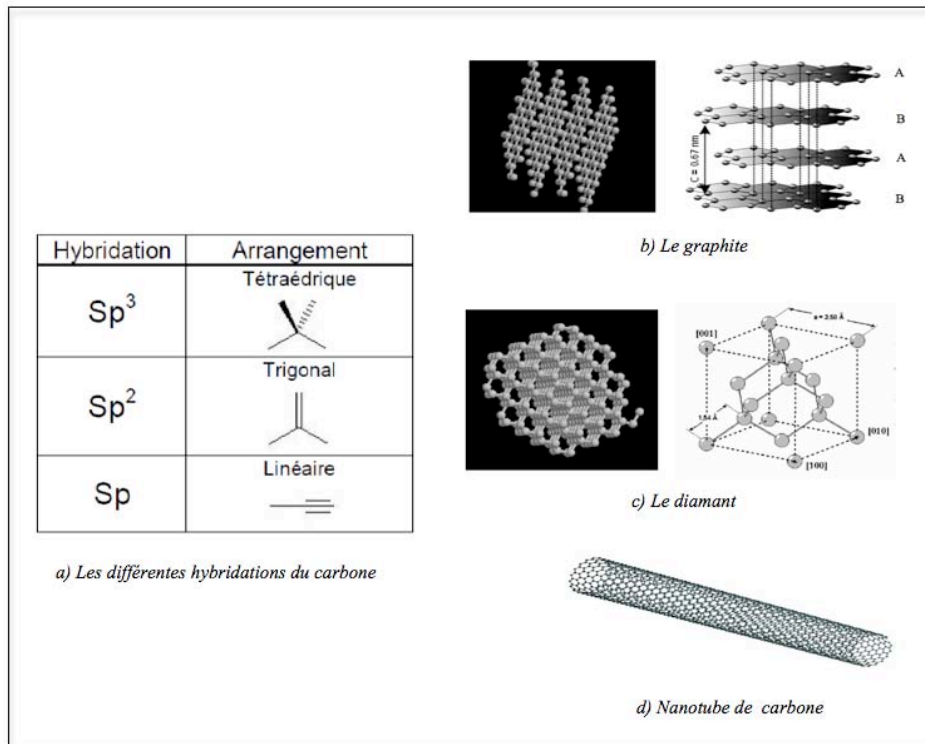 Hybridation Arrangement
Sp³ Tétraédrique
Sp² Trigonal
Sp Linéaire
a) Les différentes hybridations du carbone
A
B
A
B
C = 0.67 nm
b) Le graphite
a = 3.56 Å
[001]
1.54 Å
[010]
[100]
c) Le diamant
d) Nanotube de carbone